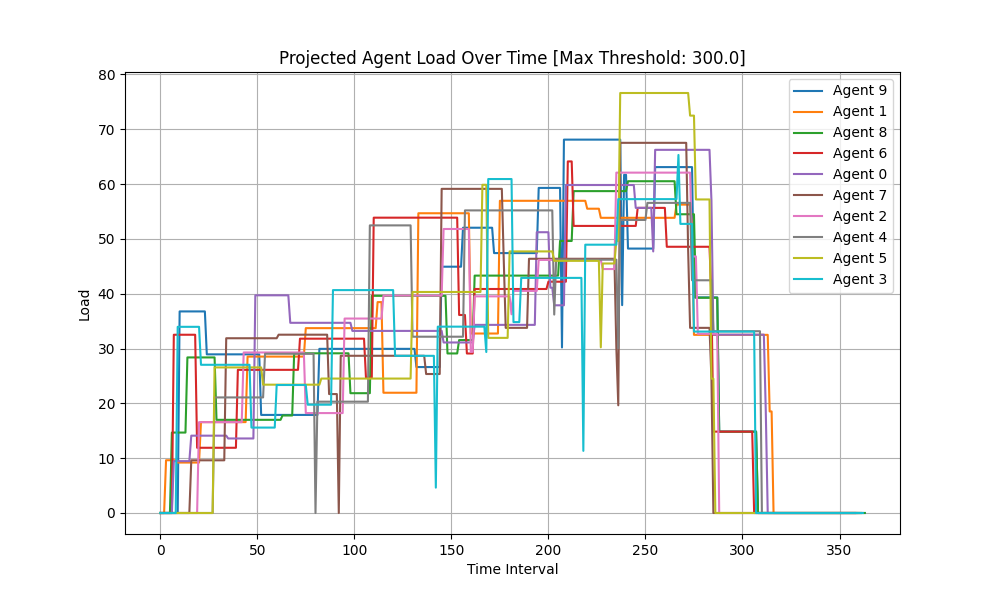 Projected Agent Load Over Time [Max Threshold: 300.0]
80
70
60
50
40
30
20
10
0
Load
0 50 100 150 200 250 300 350
Time Interval
Agent 9
Agent 1
Agent 8
Agent 6
Agent 0
Agent 7
Agent 2
Agent 4
Agent 5
Agent 3